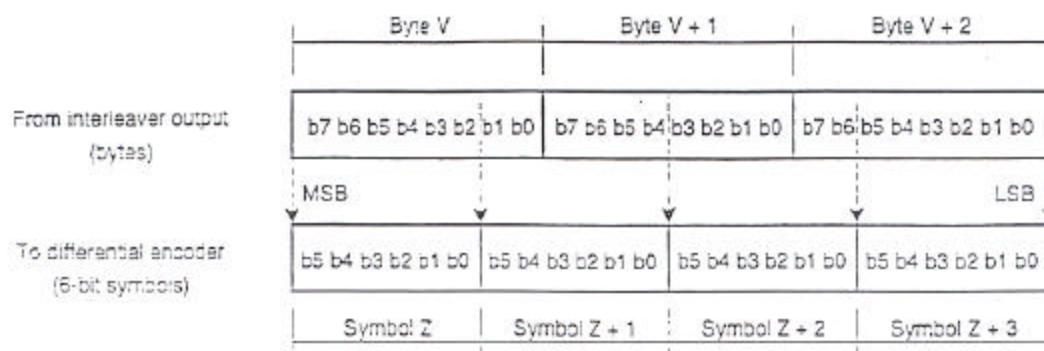 Byte V Byte V + 1 Byte V + 2
From interleaver output
(bytes)
b7 b6 b5 b4 b3 b2 b1 b0 b7 b6 b5 b4 b3 b2 b1 b0 b7 b6 b5 b4 b3 b2 b1 b0
MSB LSB
To differential encoder
(6-bit symbols)
b5 b4 b3 b2 b1 b0 b5 b4 b3 b2 b1 b0 b5 b4 b3 b2 b1 b0 b5 b4 b3 b2 b1 b0
Symbol Z Symbol Z + 1 Symbol Z + 2 Symbol Z + 3